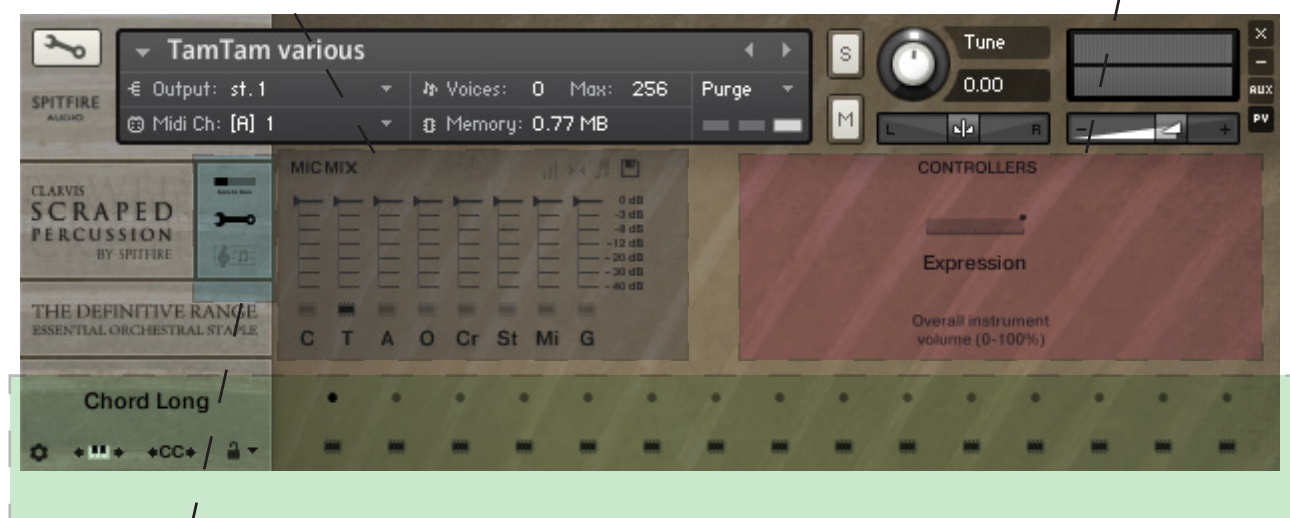 TamTam various
S
Tune
0.00
×
−
AUX
PV
SPITFIRE
AUDIO
Output: st.1
Voices: 0 Max: 256
Purge
Midi Ch: [A] 1
Memory: 0.77 MB
M
L
R
−
+
CLARVIS
SCRAPED
PERCUSSION
BY SPITFIRE
MIC MIX
0 dB
-3 dB
-8 dB
-12 dB
-20 dB
-30 dB
-40 dB
C T A O Cr St Mi G
CONTROLLERS
Expression
Overall instrument
volume (0-100%)
THE DEFINITIVE RANGE
ESSENTIAL ORCHESTRAL STAPLE
Chord Long
CC